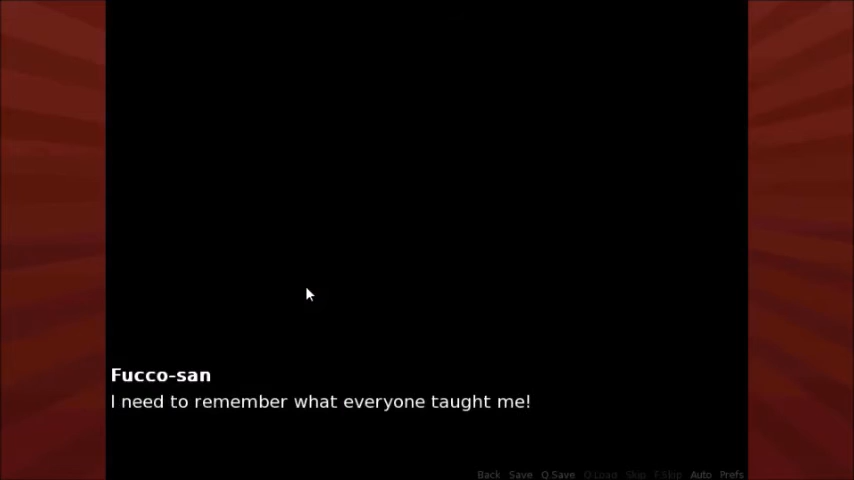 Fucco-san
I need to remember what everyone taught me!
Back Save Q.Save Q.Load Skip F.Skip Auto Prefs